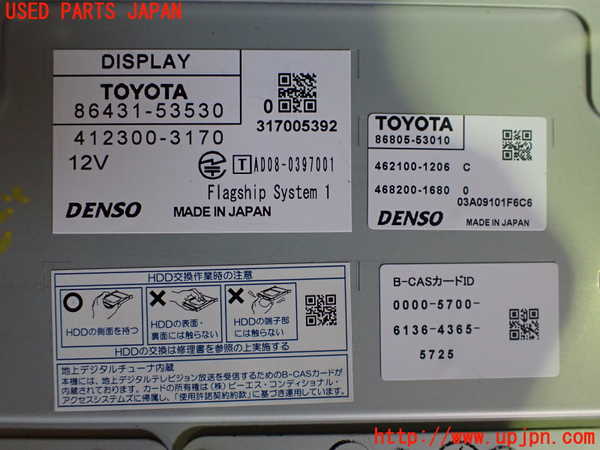 USED PARTS JAPAN
DISPLAY
TOYOTA
86431-53530
412300-3170
12V
0
317005392
T AD08-0397001
Flagship System 1
DENSO
MADE IN JAPAN
TOYOTA
86805-53010
462100-1206 C
468200-1680 0
03A09101F6C6
DENSO
MADE IN JAPAN
HDD交換作業時の注意
HDDの側面を持つ
HDDの表面・
裏面には触らない
HDDの端子部
には触らない
HDDの交換は修理書を参照の上実施する
地上デジタルチューナ内蔵
本機には、地上デジタルテレビジョン放送を受信するためのB-CASカードが
内蔵されております。カードの所有権は(株)ビーエス・コンディショナル・
アクセスシステムズに帰属し、「使用許諾契約約款」に基づき運用しています。
B-CASカードID
0000-5700-
6136-4365-
5725
http://www.upjpn.com/